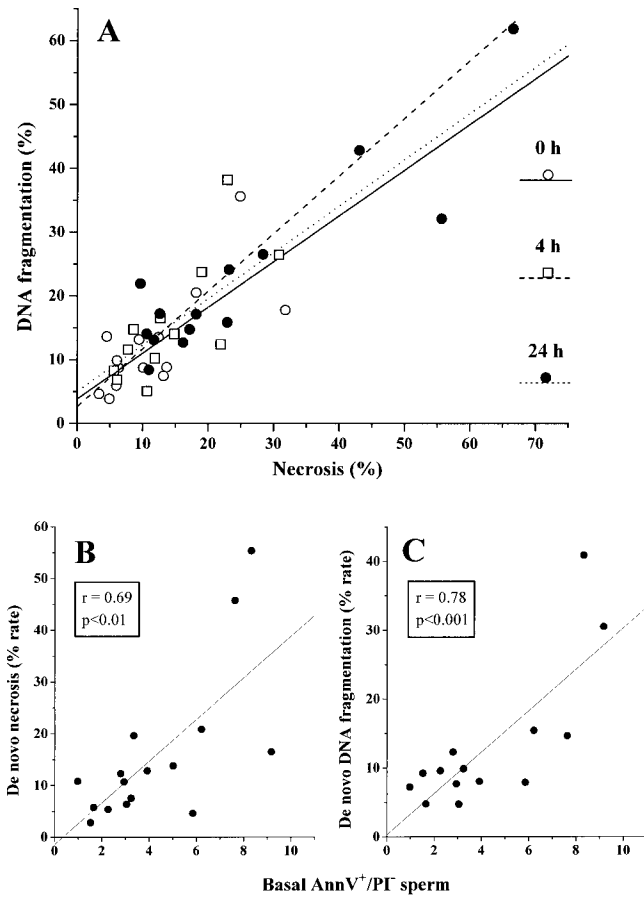 A
DNA fragmentation (%)
70
60
50
40
30
20
10
0
0 10 20 30 40 50 60 70
Necrosis (%)
0 h
4 h
24 h
B
r = 0.69
p<0.01
De novo necrosis (% rate)
60
50
40
30
20
10
0
0 2 4 6 8 10
C
r = 0.78
p<0.001
De novo DNA fragmentation (% rate)
40
30
20
10
0
0 2 4 6 8 10
Basal AnnV⁺/PI⁻ sperm